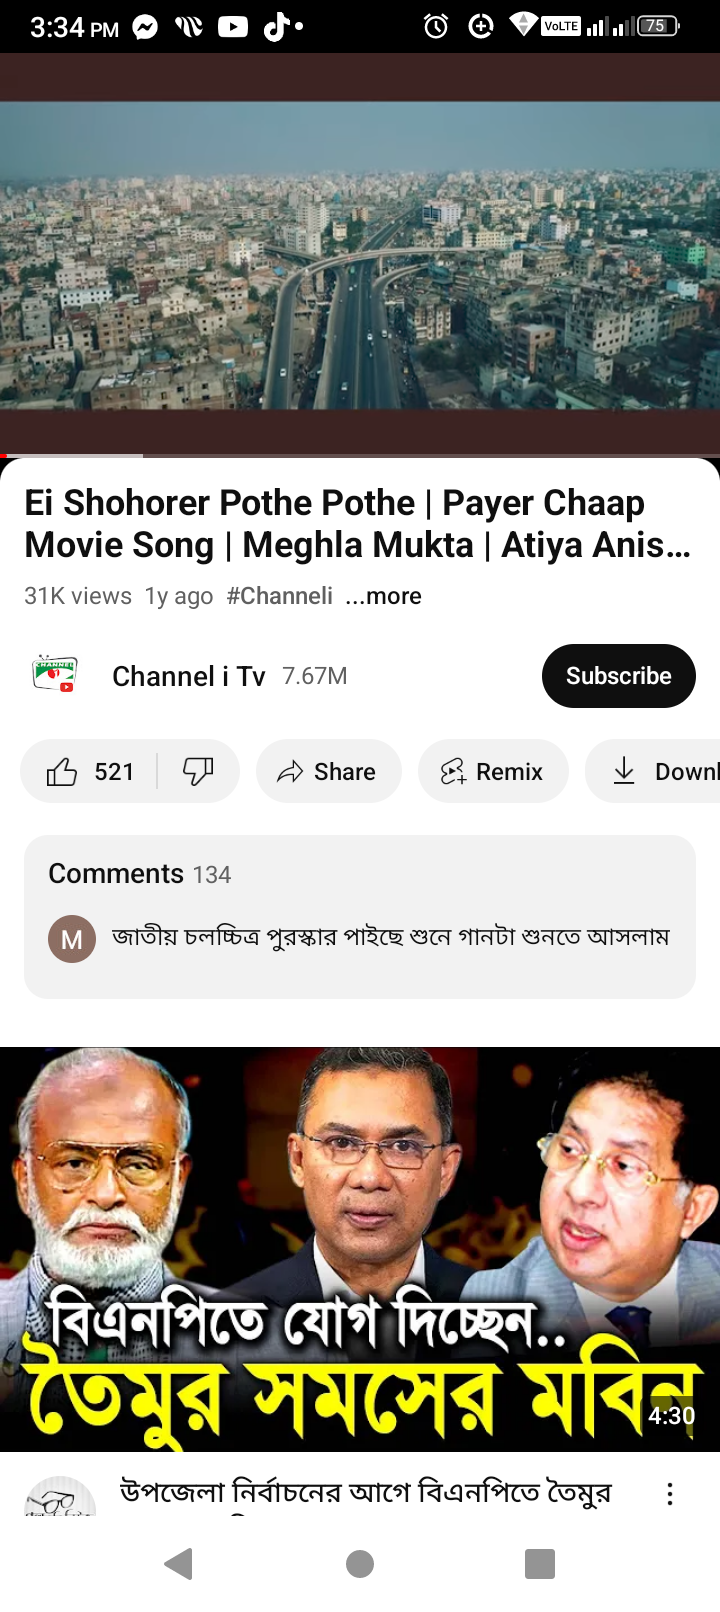 3:34 PM
VoLTE
75
Ei Shohorer Pothe Pothe | Payer Chaap
Movie Song | Meghla Mukta | Atiya Anis...
31K views 1y ago #Channeli ...more
CHANNEL
Channel i Tv 7.67M
Subscribe
521
Share
Remix
Downl
Comments 134
M
জাতীয় চলচ্চিত্র পুরস্কার পাইছে শুনে গানটা শুনতে আসলাম
বিএনপিতে যোগ দিচ্ছেন..
তৈমুর সমসের মবিন
4:30
উপজেলা নির্বাচনের আগে বিএনপিতে তৈমুর